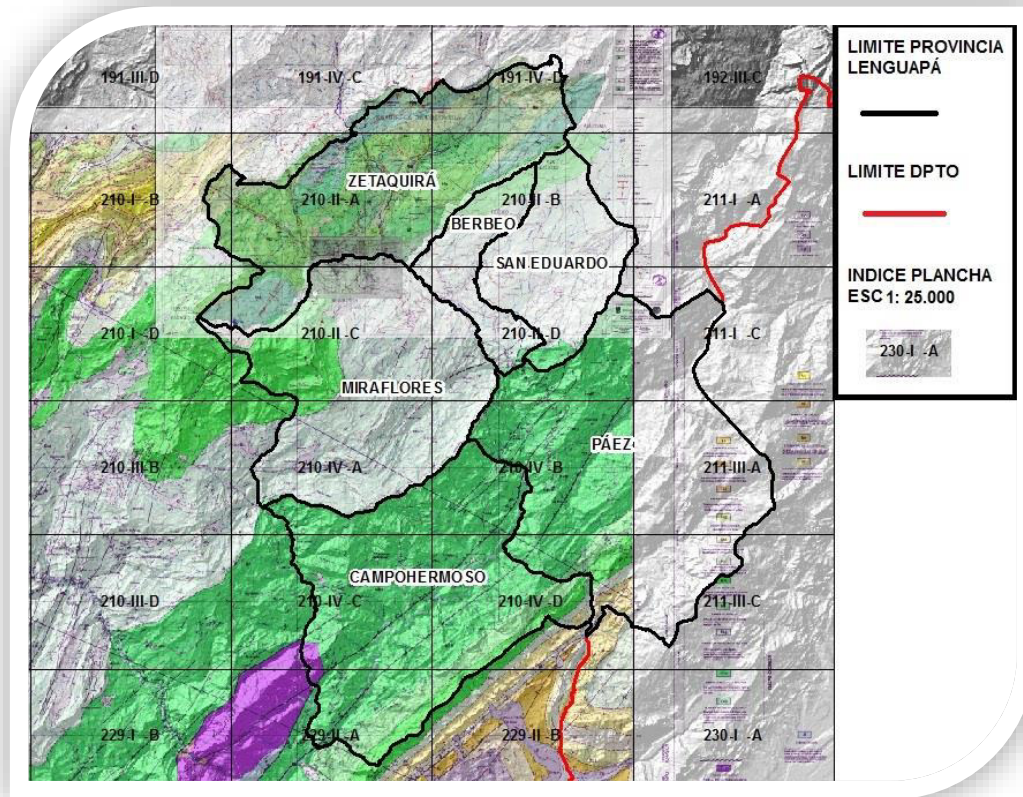 191-III-D 191-IV-C 191-IV-D 192-III-C
ZETAQUIRÁ
210-I-B 210-II-A 210-II-B 211-I-A
BERBEO
SAN EDUARDO
210-I-D 210-II-C 210-II-D 211-I-C
MIRAFLORES
PÁEZ
210-III-B 210-IV-A 210-IV-B 211-III-A
CAMPOHERMOSO
210-III-D 210-IV-C 210-IV-D 211-III-C
229-I-B 229-II-A 229-II-B 230-I-A
LIMITE PROVINCIA
LENGUAPÁ
LIMITE DPTO
INDICE PLANCHA
ESC 1: 25.000
230-I -A